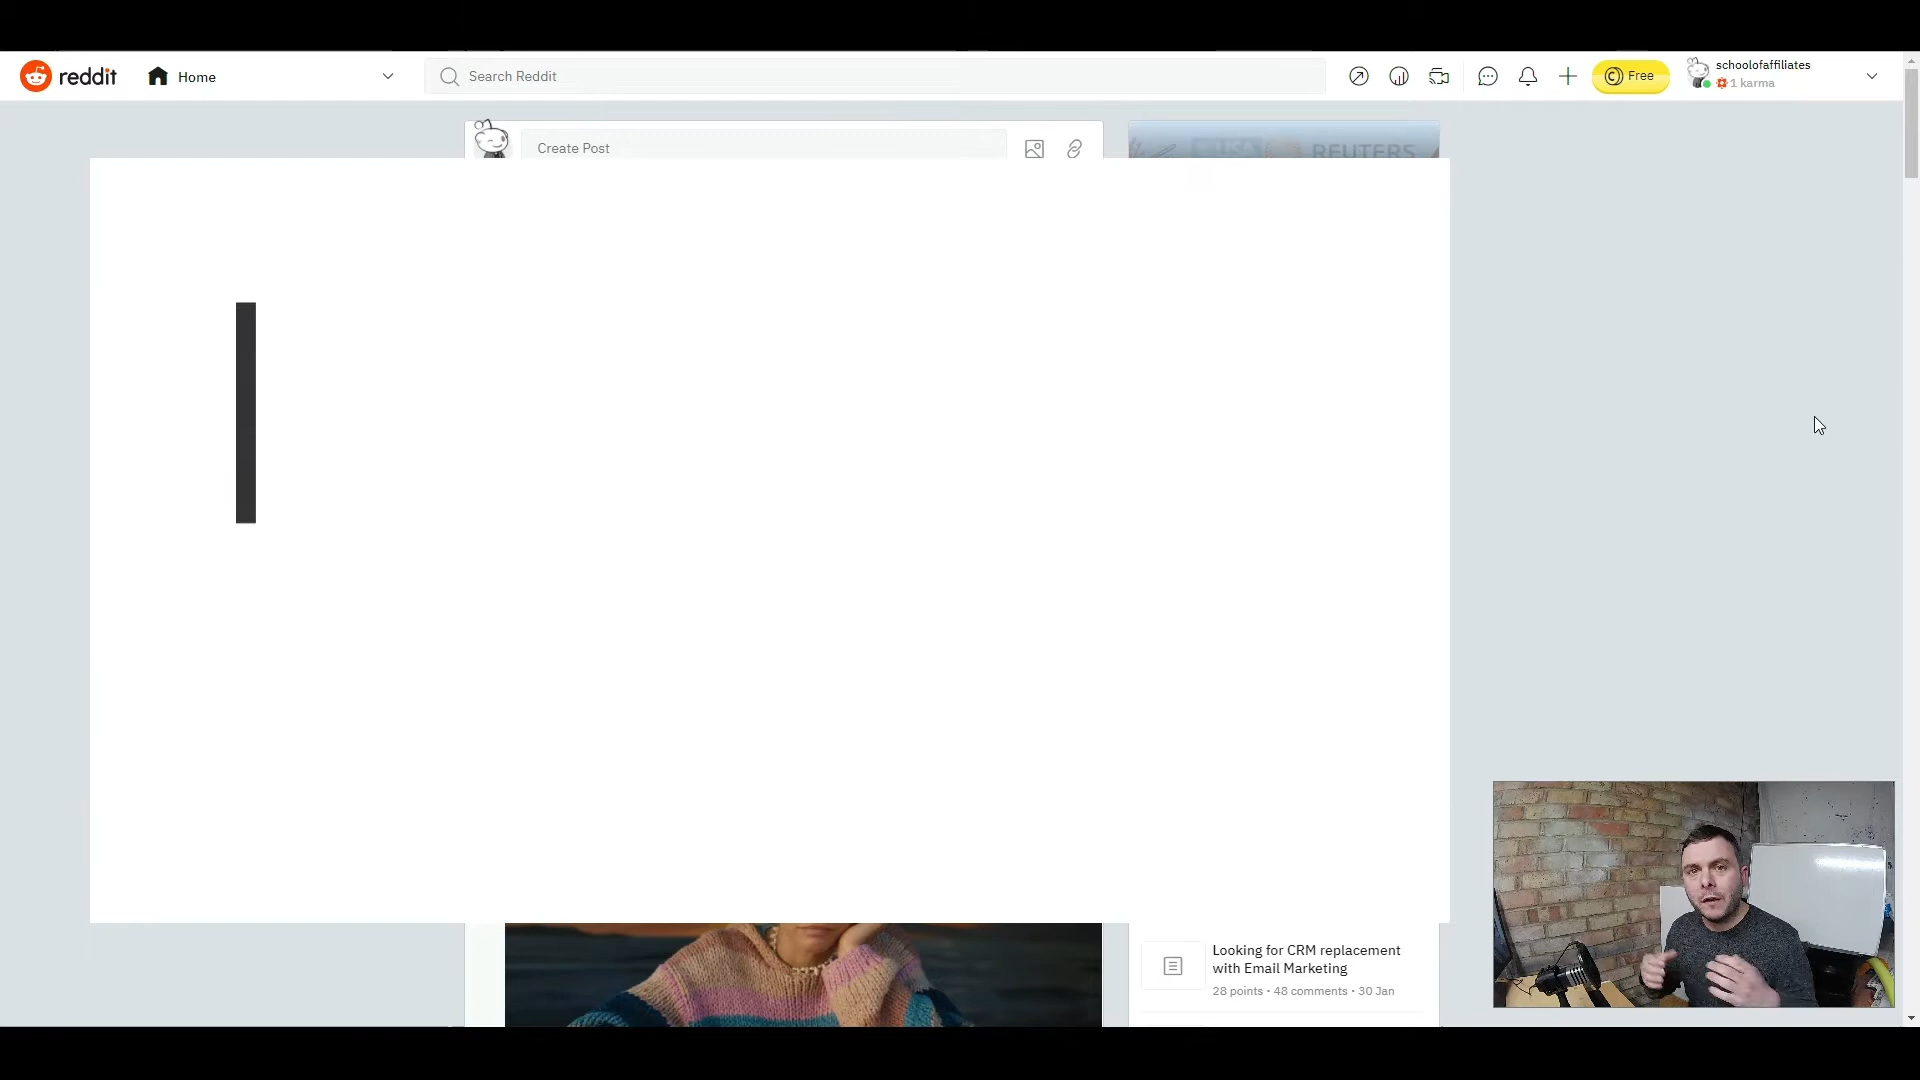 reddit
Home
Search Reddit
Free
schoolofaffiliates
1 karma
Create Post
REUTERS
Looking for CRM replacement
with Email Marketing
28 points • 48 comments • 30 Jan